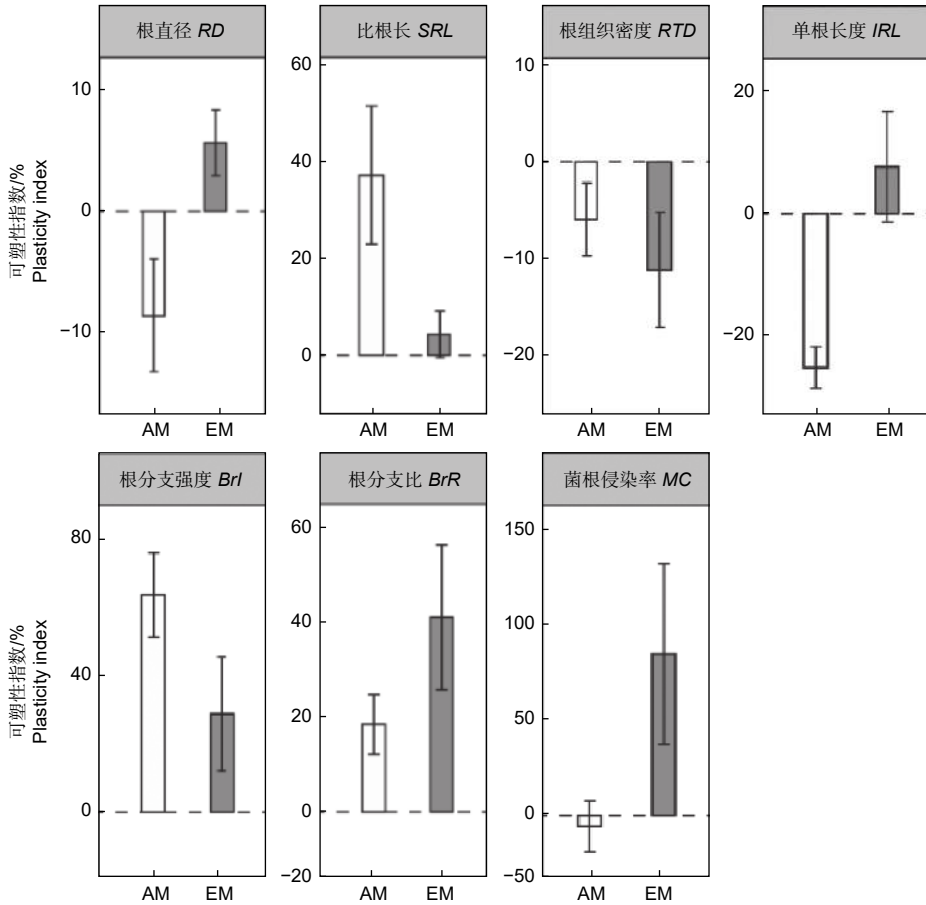 根直径 RD
比根长 SRL
根组织密度 RTD
单根长度 IRL
可塑性指数/%
Plasticity index
10
0
−10
60
40
20
0
10
0
−10
−20
20
0
−20
AM
EM
AM
EM
AM
EM
AM
EM
根分支强度 BrI
根分支比 BrR
菌根侵染率 MC
可塑性指数/%
Plasticity index
80
40
0
60
40
20
0
−20
150
100
50
0
−50
AM
EM
AM
EM
AM
EM